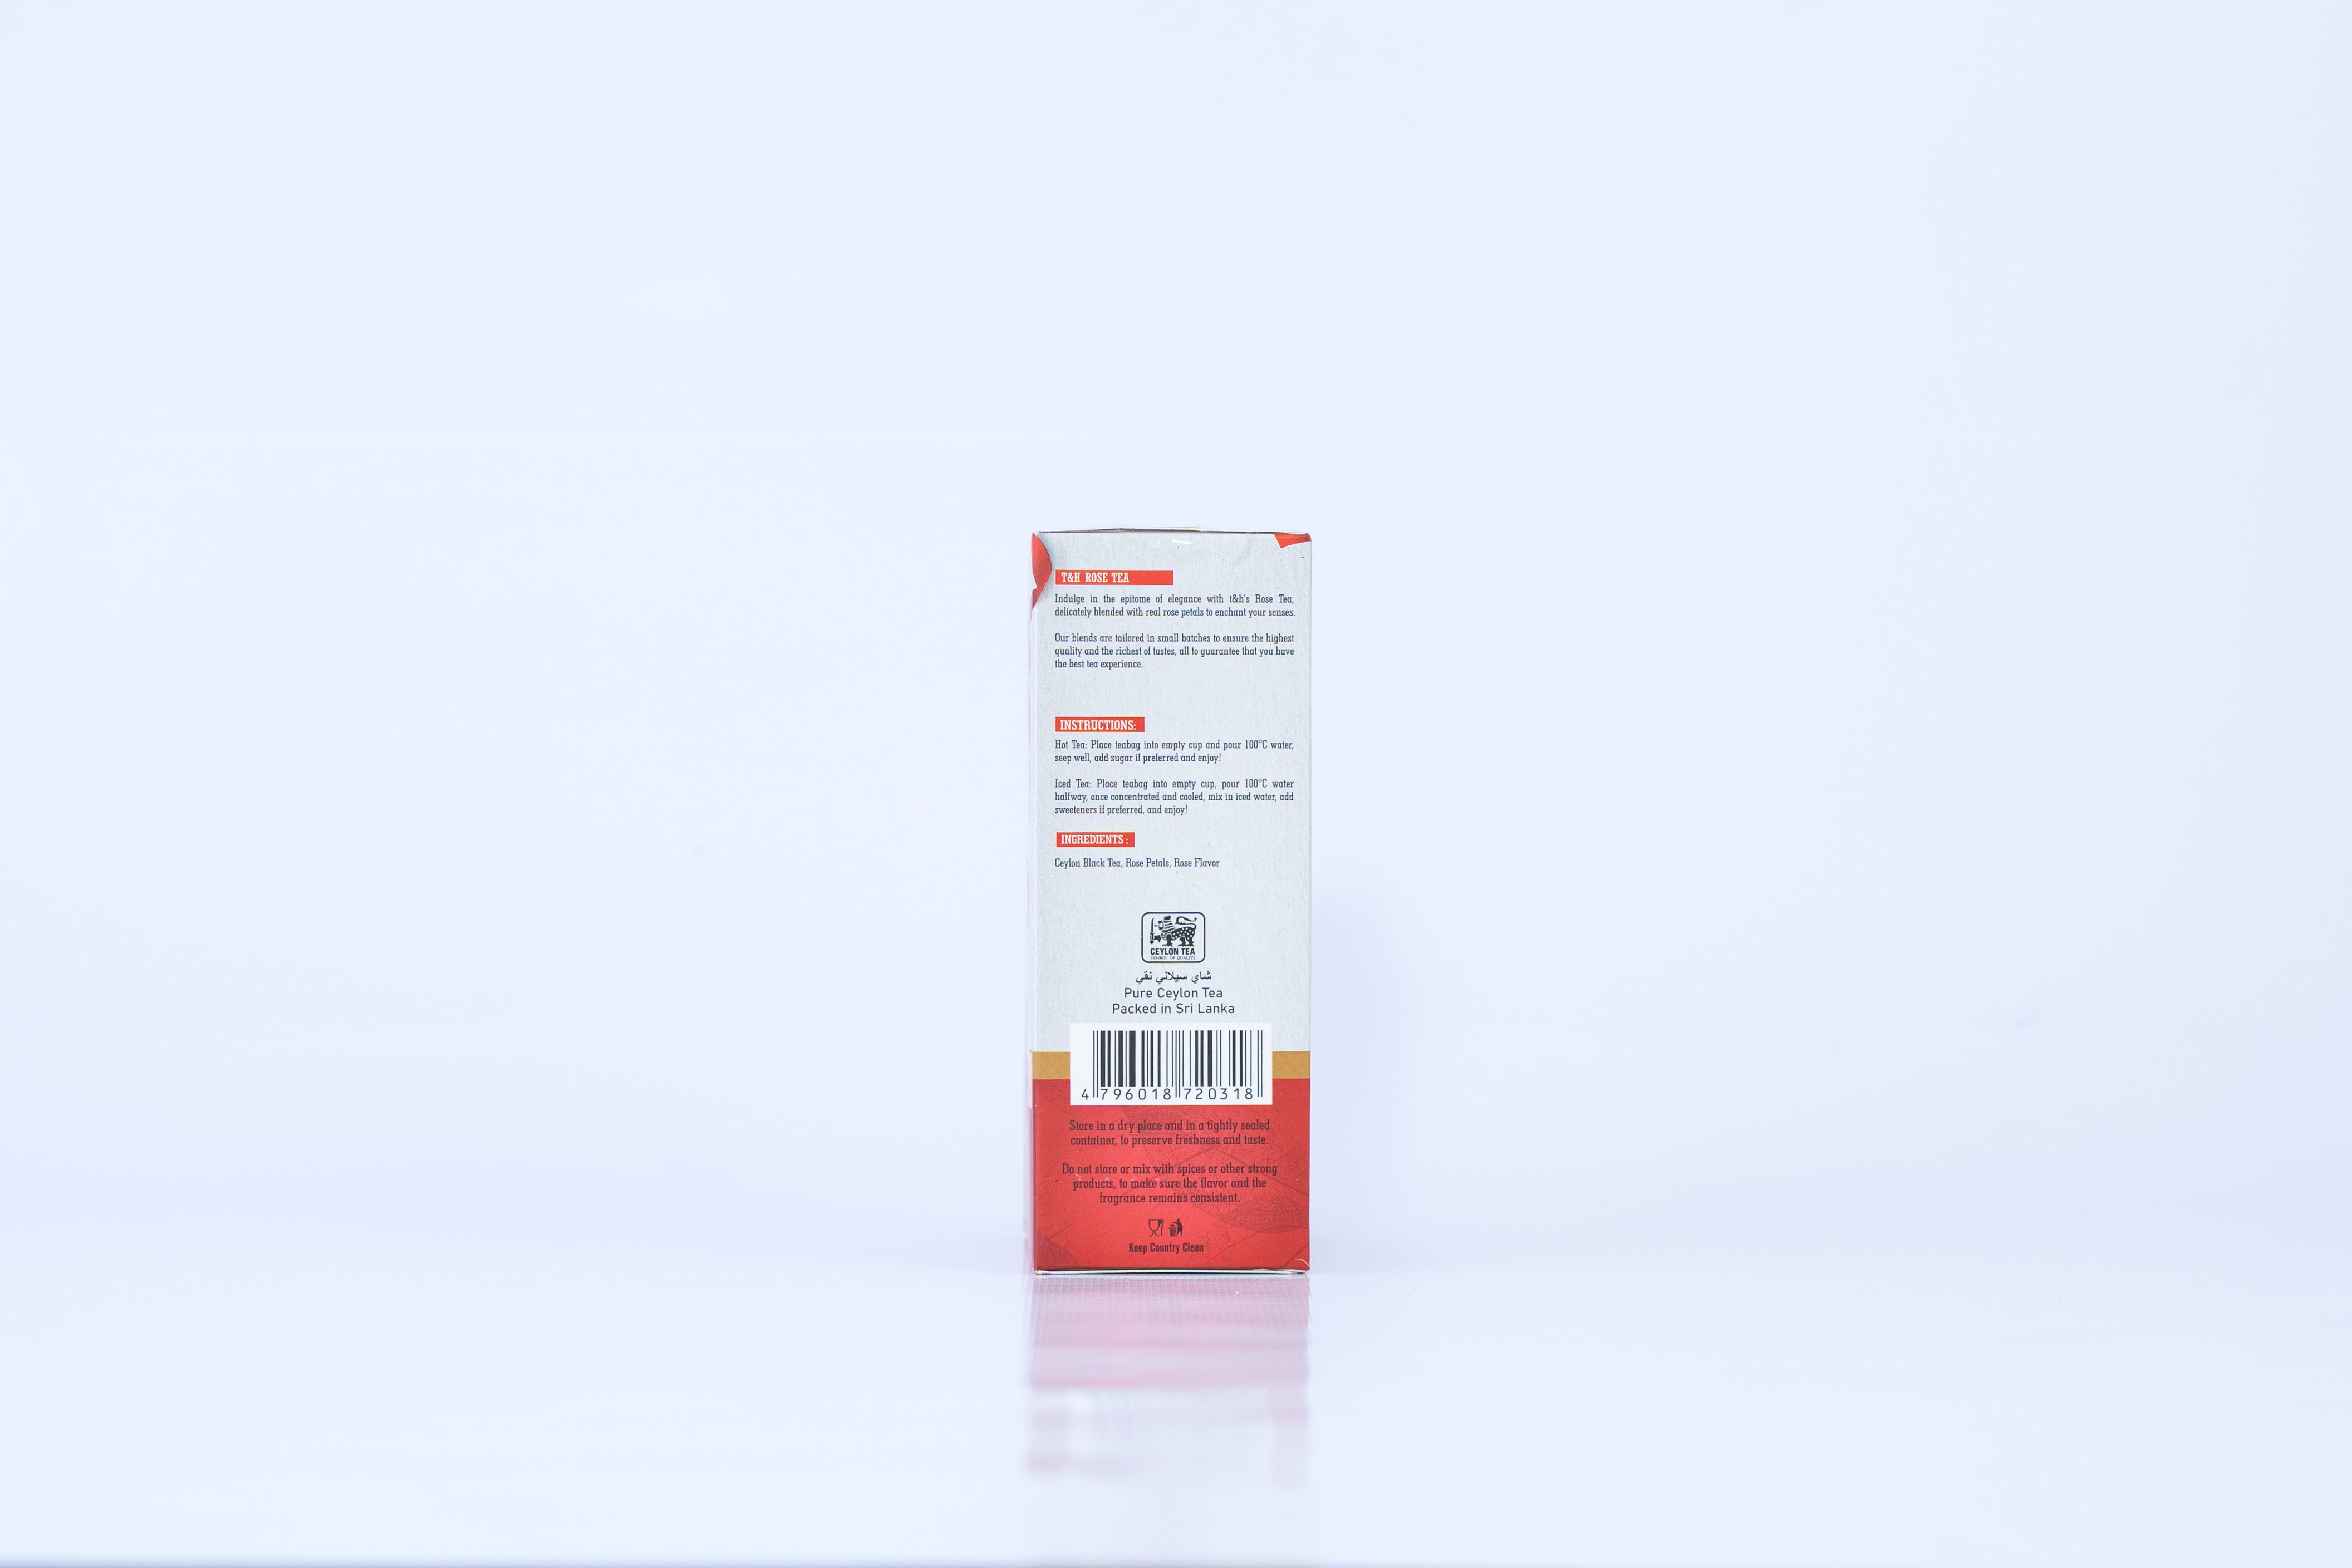 T&H ROSE TEA
Indulge in the epitome of elegance with t&h's Rose Tea,
delicately blended with real rose petals to enchant your senses.
Our blends are tailored in small batches to ensure the highest
quality and the richest of tastes, all to guarantee that you have
the best tea experience.
INSTRUCTIONS:
Hot Tea: Place teabag into empty cup and pour 100°C water,
seep well, add sugar if preferred and enjoy!
Iced Tea: Place teabag into empty cup, pour 100°C water
halfway, once concentrated and cooled, mix in iced water, add
sweeteners if preferred, and enjoy!
INGREDIENTS :
Ceylon Black Tea, Rose Petals, Rose Flavor
CEYLON TEA
SYMBOL OF QUALITY
شاي سيلاني نقي
Pure Ceylon Tea
Packed in Sri Lanka
4 796018 720318
Store in a dry place and in a tightly sealed
container, to preserve freshness and taste.
Do not store or mix with spices or other strong
products, to make sure the flavor and the
fragrance remains consistent.
Keep Country Clean